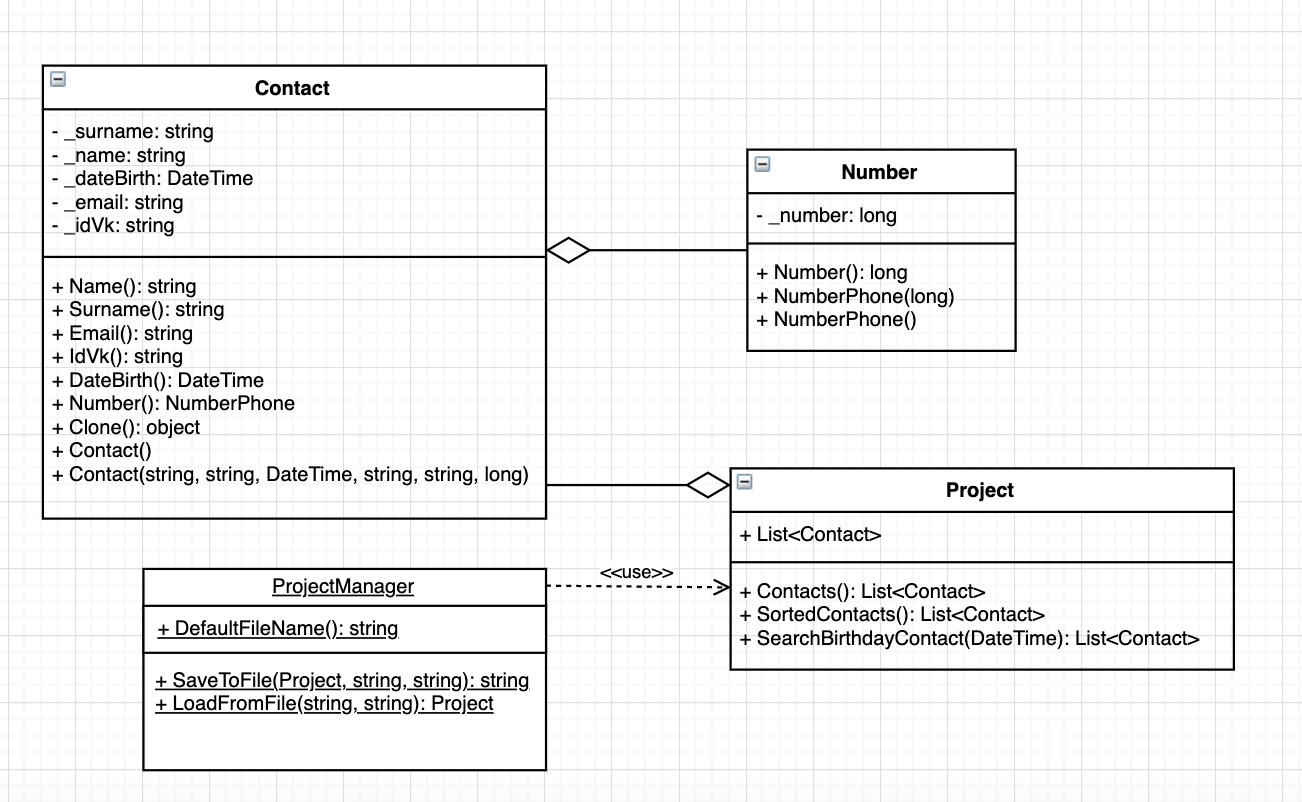 Contact
- _surname: string
- _name: string
- _dateBirth: DateTime
- _email: string
- _idVk: string
+ Name(): string
+ Surname(): string
+ Email(): string
+ IdVk(): string
+ DateBirth(): DateTime
+ Number(): NumberPhone
+ Clone(): object
+ Contact()
+ Contact(string, string, DateTime, string, string, long)
Number
- _number: long
+ Number(): long
+ NumberPhone(long)
+ NumberPhone()
Project
+ List<Contact>
+ Contacts(): List<Contact>
+ SortedContacts(): List<Contact>
+ SearchBirthdayContact(DateTime): List<Contact>
<<use>>
ProjectManager
+ DefaultFileName(): string
+ SaveToFile(Project, string, string): string
+ LoadFromFile(string, string): Project